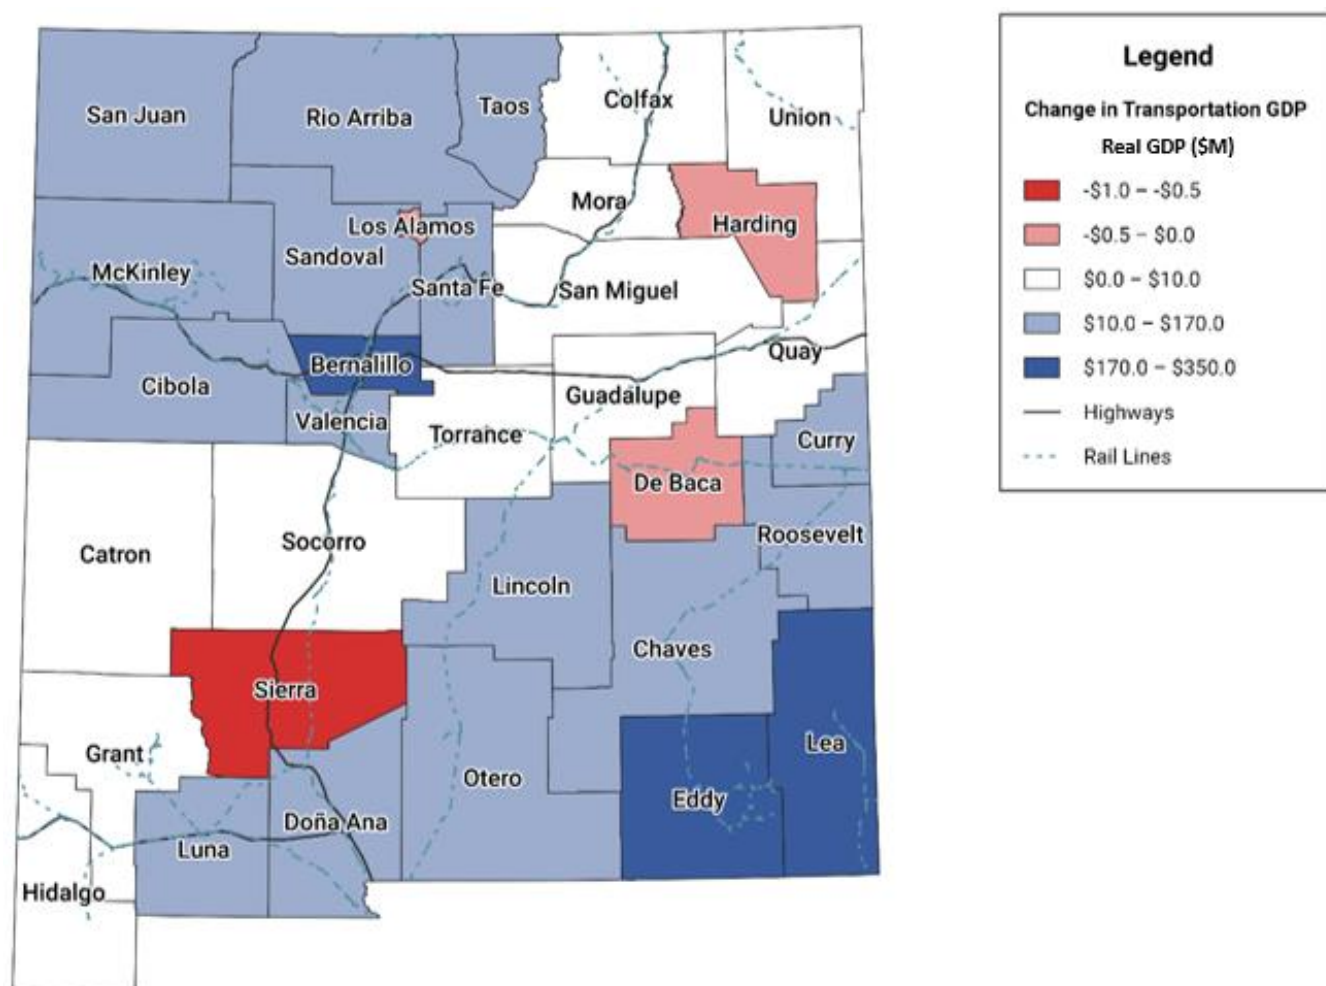 San Juan
Rio Arriba
Taos
Colfax
Union
Mora
Harding
Los Alamos
Sandoval
McKinley
Santa Fe
San Miguel
Quay
Bernalillo
Cibola
Guadalupe
Valencia
Torrance
Curry
De Baca
Roosevelt
Socorro
Catron
Lincoln
Chaves
Sierra
Lea
Grant
Otero
Eddy
Doña Ana
Luna
Hidalgo
Legend
Change in Transportation GDP
Real GDP ($M)
-$1.0 – -$0.5
-$0.5 – $0.0
$0.0 – $10.0
$10.0 – $170.0
$170.0 – $350.0
Highways
Rail Lines